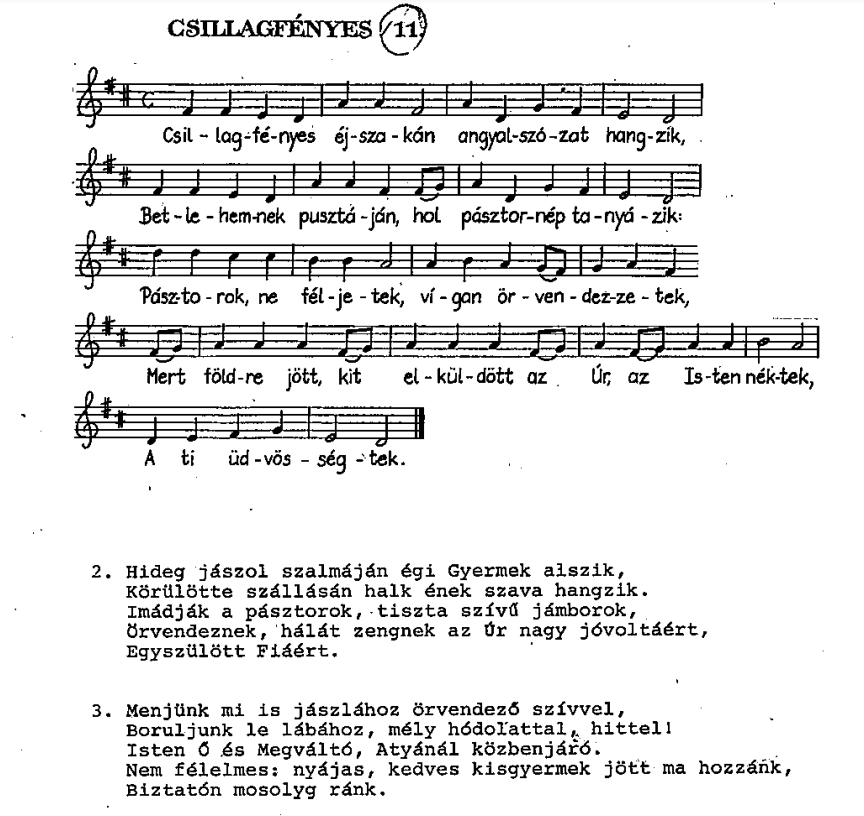 CSILLAGFÉNYES 11
Csil-lag-fé-nyes éj-sza-kán angyal-szó-zat hang-zik,
Bet-le-hem-nek pusztá-ján, hol pásztor-nép ta-nyá-zik:
Pász-to-rok, ne fél-je-tek, ví-gan ör-ven-dez-ze-tek,
Mert föld-re jött, kit el-kül-dött az Úr, az Is-ten nék-tek,
A ti üd-vös-ség-tek.
2. Hideg jászol szalmáján égi Gyermek alszik,
Körülötte szállásán halk ének szava hangzik.
Imádják a pásztorok, tiszta szívű jámborok,
Örvendeznek, hálát zengnek az Úr nagy jóvoltáért,
Egyszülött Fiáért.
3. Menjünk mi is jászlához örvendező szívvel,
Boruljunk le lábához, mély hódolattal, hittel!
Isten Ő és Megváltó, Atyánál közbenjáró.
Nem félelmes: nyájas, kedves kisgyermek jött ma hozzánk,
Biztatón mosolyg ránk.